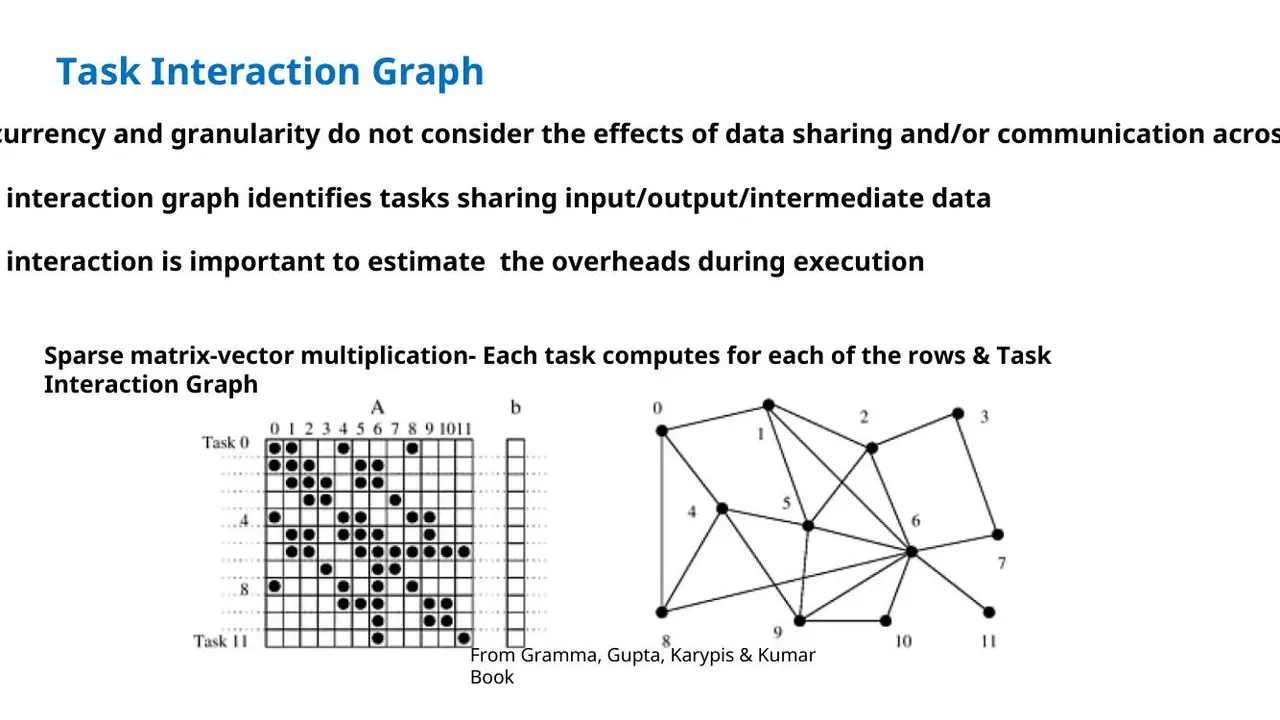 Task Interaction Graph
currency and granularity do not consider the effects of data sharing and/or communication acros
interaction graph identifies tasks sharing input/output/intermediate data
interaction is important to estimate the overheads during execution
Sparse matrix-vector multiplication- Each task computes for each of the rows & Task
Interaction Graph
A b
0 1 2 3 4 5 6 7 8 9 10 11
Task 0
4
8
Task 11
0
1
2
3
4
5
6
7
8
9
10
11
From Gramma, Gupta, Karypis & Kumar
Book